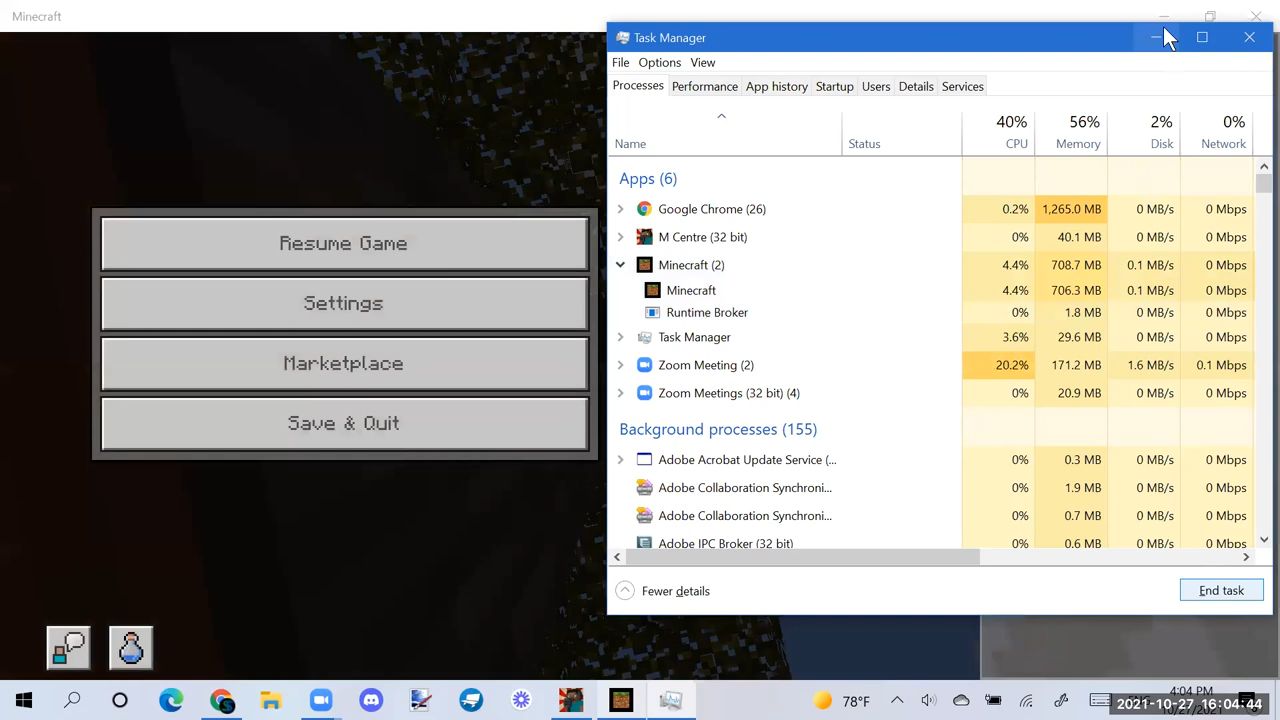 Minecraft
Task Manager
File Options View
Processes Performance App history Startup Users Details Services
40% 56% 2% 0%
Name Status CPU Memory Disk Network
Apps (6)
Google Chrome (26) 0.2% 1,265.0 MB 0 MB/s 0 Mbps
M Centre (32 bit) 0% 40.1 MB 0 MB/s 0 Mbps
Minecraft (2) 4.4% 708.7 MB 0.1 MB/s 0 Mbps
Minecraft 4.4% 706.3 MB 0.1 MB/s 0 Mbps
Runtime Broker 0% 1.8 MB 0 MB/s 0 Mbps
Task Manager 3.6% 29.6 MB 0 MB/s 0 Mbps
Zoom Meeting (2) 20.2% 171.2 MB 1.6 MB/s 0.1 Mbps
Zoom Meetings (32 bit) (4) 0% 20.9 MB 0 MB/s 0 Mbps
Background processes (155)
Adobe Acrobat Update Service (... 0% 0.3 MB 0 MB/s 0 Mbps
Adobe Collaboration Synchroni... 0% 1.9 MB 0 MB/s 0 Mbps
Adobe Collaboration Synchroni... 0% 0.7 MB 0 MB/s 0 Mbps
Adobe IPC Broker (32 bit) 0% 0.6 MB 0 MB/s 0 Mbps
Fewer details End task
Resume Game
Settings
Marketplace
Save & Quit
78°F
4:04 PM
2021-10-27 16:04:44